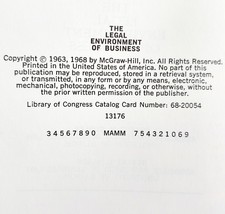 THE
LEGAL
ENVIRONMENT
OF BUSINESS
Copyright © 1963, 1968 by McGraw-Hill, Inc. All Rights Reserved.
Printed in the United States of America. No part of this
publication may be reproduced, stored in a retrieval system,
or transmitted, in any form or by any means, electronic,
mechanical, photocopying, recording, or otherwise, without
the prior written permission of the publisher.
Library of Congress Catalog Card Number: 68-20054
13176
34567890 MAMM 754321069